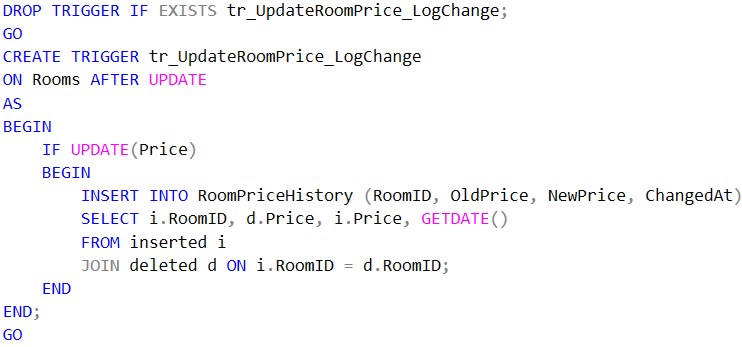 DROP TRIGGER IF EXISTS tr_UpdateRoomPrice_LogChange;
GO
CREATE TRIGGER tr_UpdateRoomPrice_LogChange
ON Rooms AFTER UPDATE
AS
BEGIN
    IF UPDATE(Price)
    BEGIN
        INSERT INTO RoomPriceHistory (RoomID, OldPrice, NewPrice, ChangedAt)
        SELECT i.RoomID, d.Price, i.Price, GETDATE()
        FROM inserted i
        JOIN deleted d ON i.RoomID = d.RoomID;
    END
END;
GO